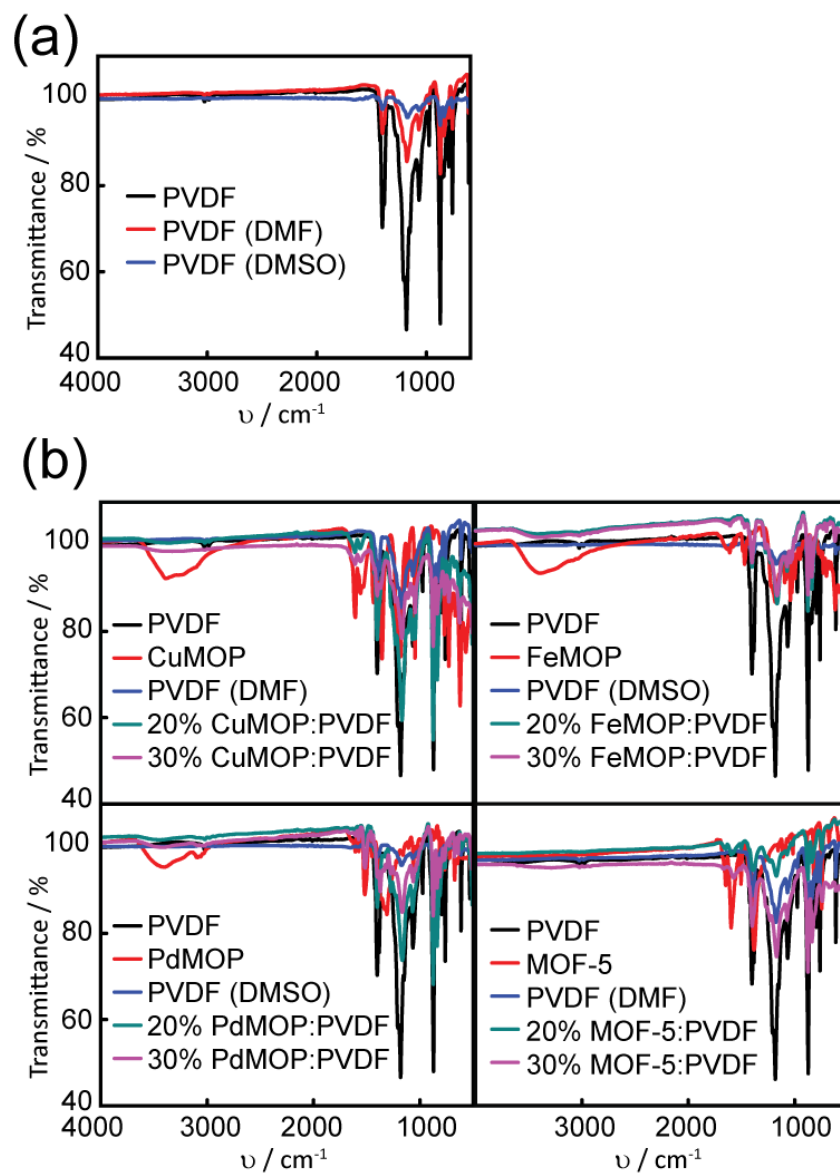 (a)
Transmittance / %
100
80
60
40
PVDF
PVDF (DMF)
PVDF (DMSO)
4000 3000 2000 1000
υ / cm-1
(b)
Transmittance / %
100
80
60
40
PVDF
CuMOP
PVDF (DMF)
20% CuMOP:PVDF
30% CuMOP:PVDF
PVDF
FeMOP
PVDF (DMSO)
20% FeMOP:PVDF
30% FeMOP:PVDF
Transmittance / %
100
80
60
40
PVDF
PdMOP
PVDF (DMSO)
20% PdMOP:PVDF
30% PdMOP:PVDF
PVDF
MOF-5
PVDF (DMF)
20% MOF-5:PVDF
30% MOF-5:PVDF
4000 3000 2000 1000
υ / cm-1
3000 2000 1000
υ / cm-1